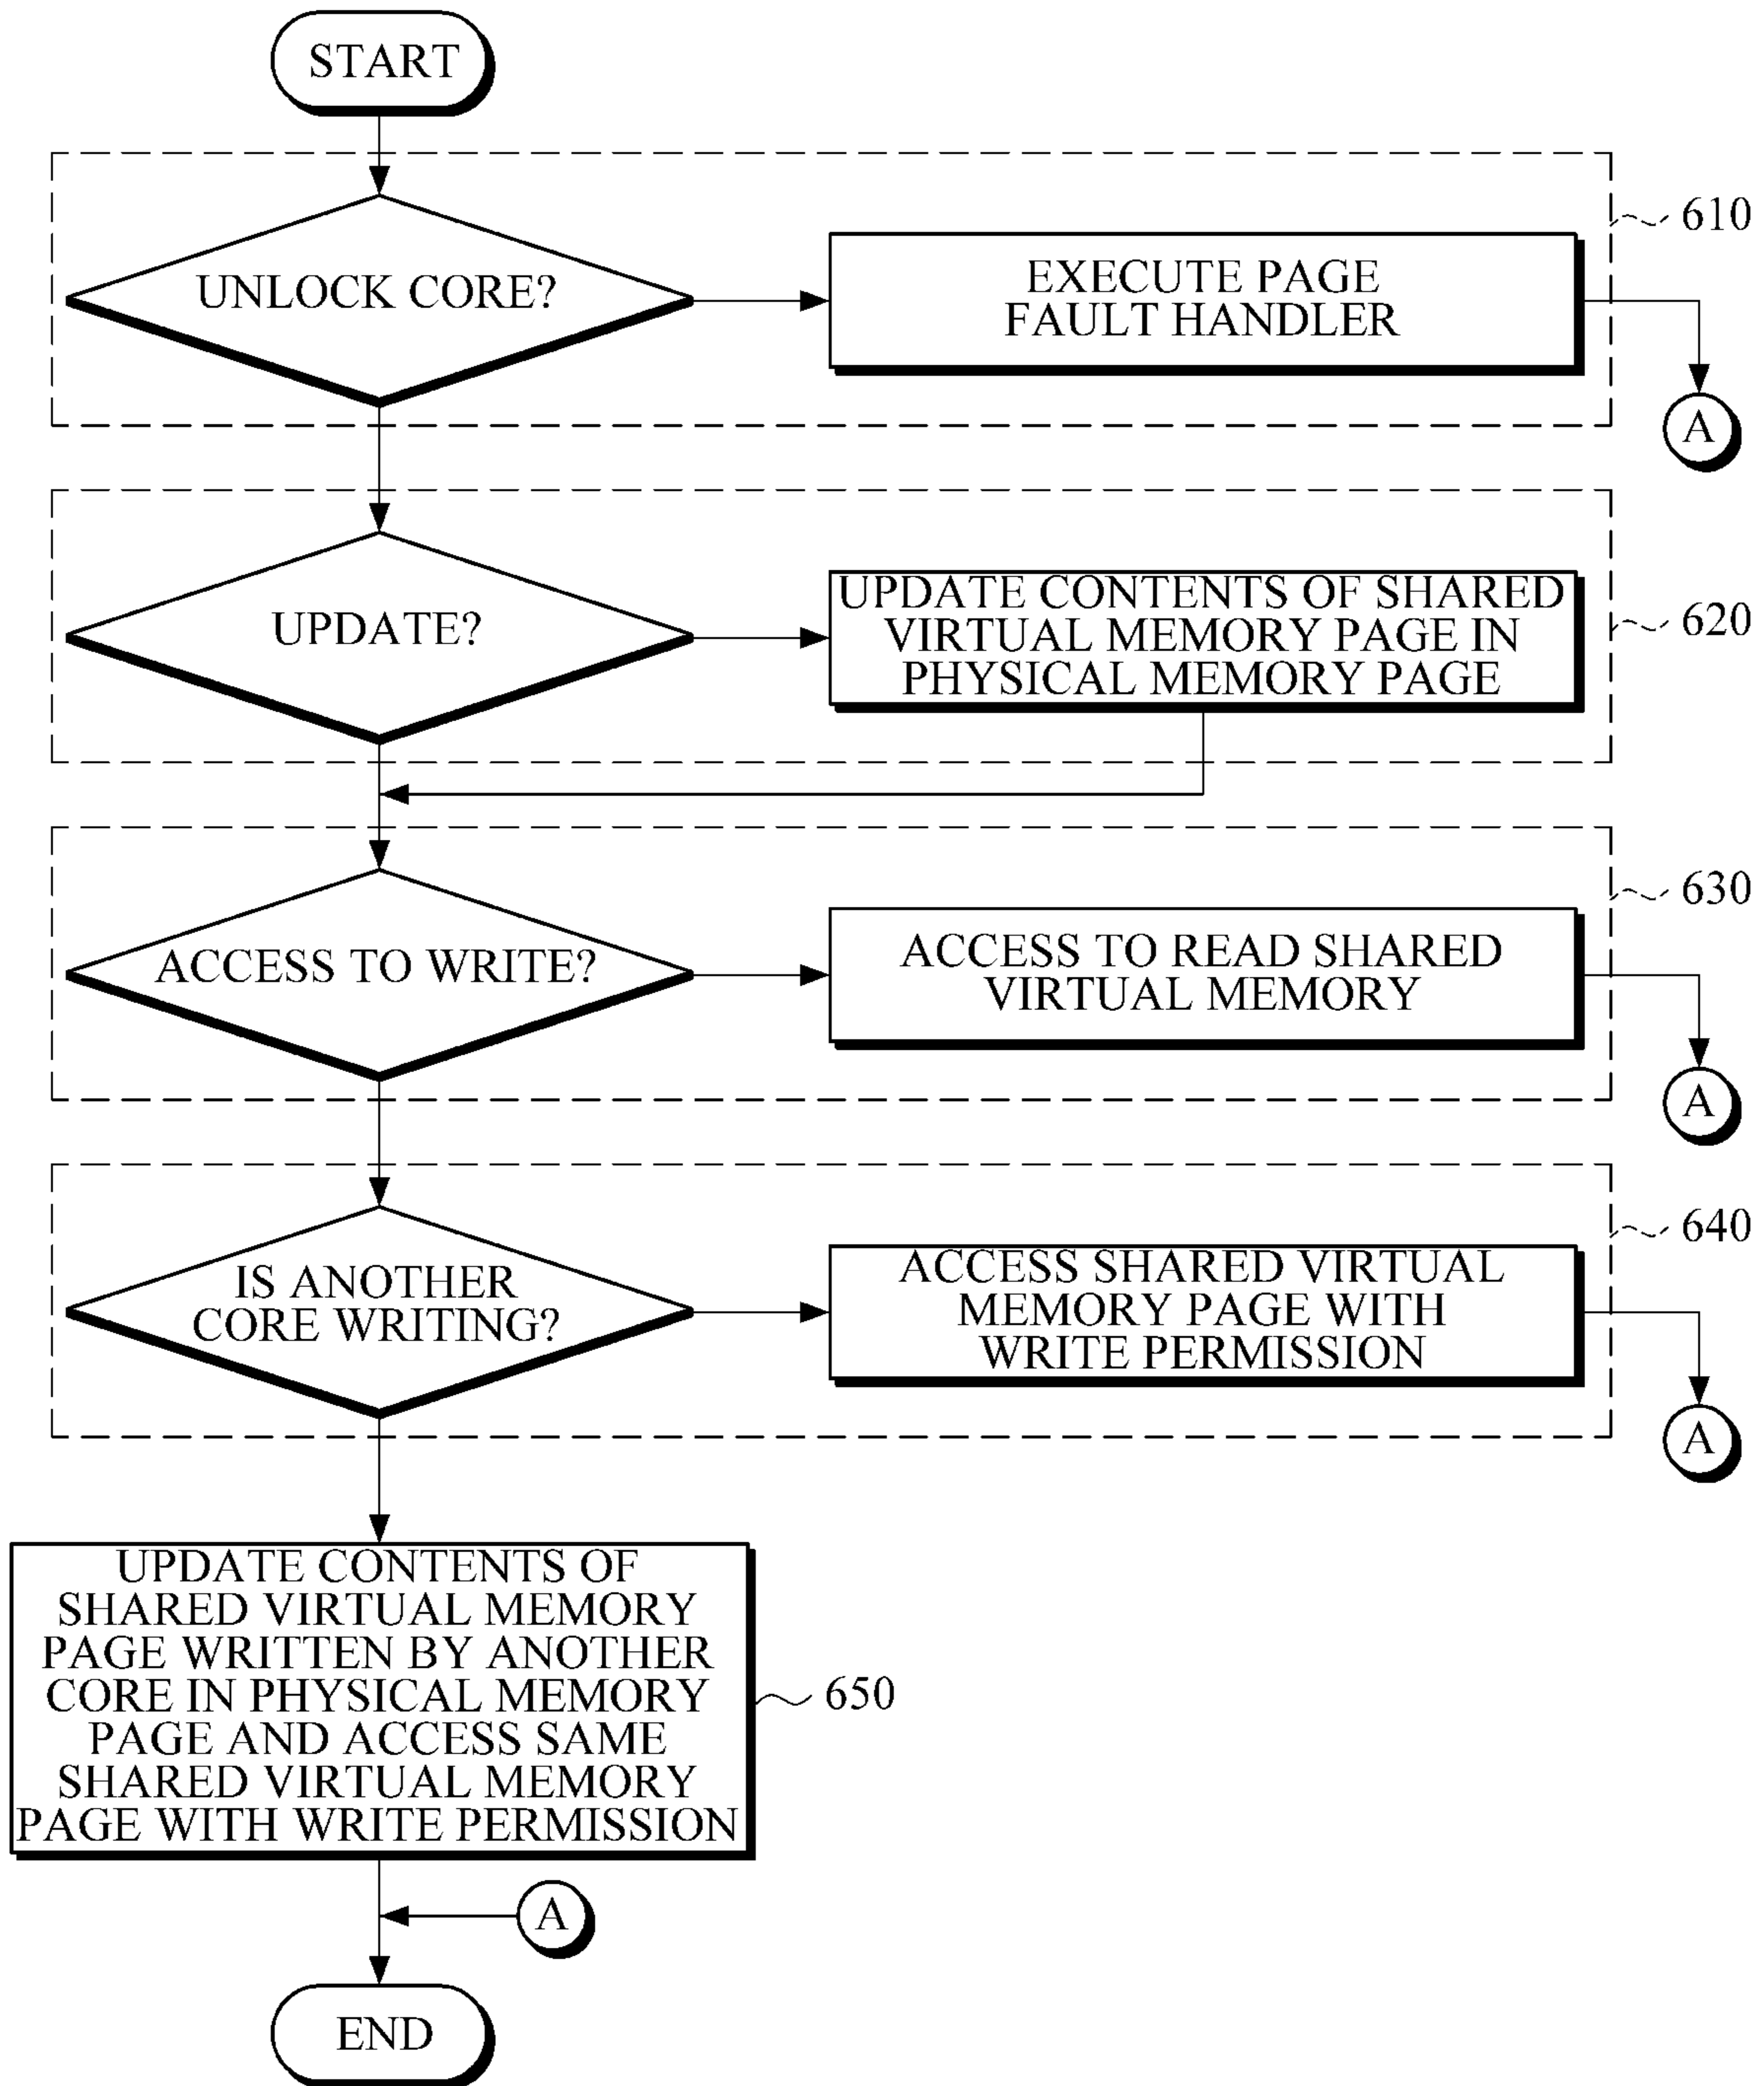 START
610
UNLOCK CORE?
EXECUTE PAGE
FAULT HANDLER
A
620
UPDATE?
UPDATE CONTENTS OF SHARED
VIRTUAL MEMORY PAGE IN
PHYSICAL MEMORY PAGE
630
ACCESS TO WRITE?
ACCESS TO READ SHARED
VIRTUAL MEMORY
A
640
IS ANOTHER
CORE WRITING?
ACCESS SHARED VIRTUAL
MEMORY PAGE WITH
WRITE PERMISSION
A
UPDATE CONTENTS OF
SHARED VIRTUAL MEMORY
PAGE WRITTEN BY ANOTHER
CORE IN PHYSICAL MEMORY
PAGE AND ACCESS SAME
SHARED VIRTUAL MEMORY
PAGE WITH WRITE PERMISSION
650
A
END